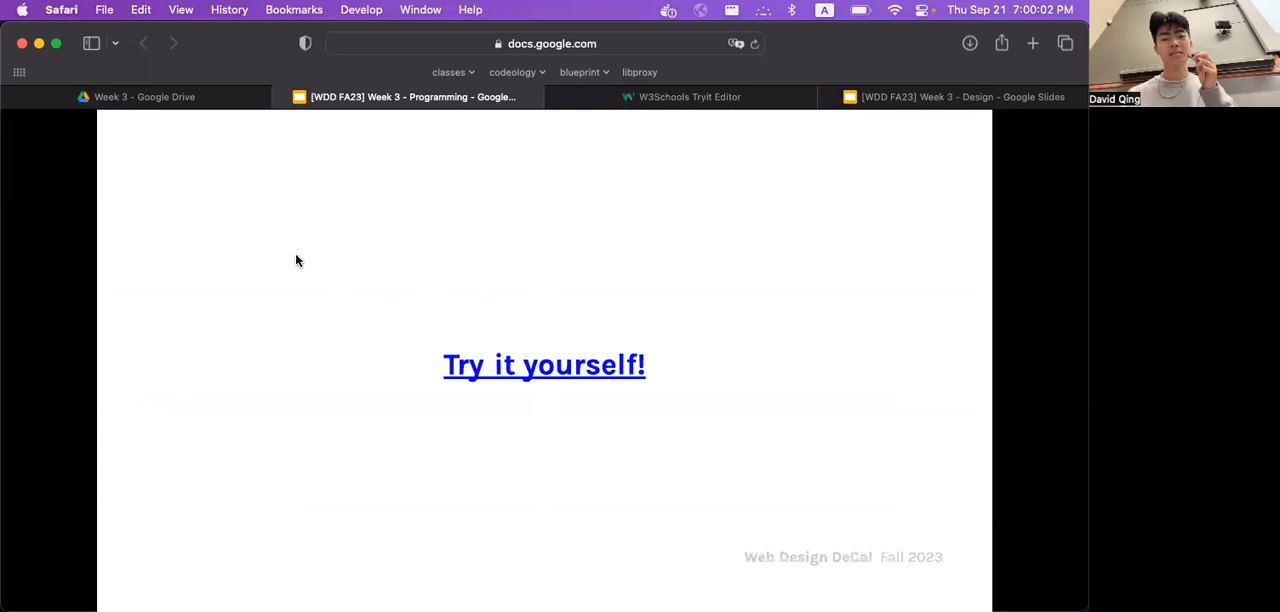 Safari File Edit View History Bookmarks Develop Window Help A Thu Sep 21 7:00:02 PM
docs.google.com
classes codeology blueprint libproxy
Week 3 - Google Drive [WDD FA23] Week 3 - Programming - Google... W3Schools Tryit Editor [WDD FA23] Week 3 - Design - Google Slides
David Qing
Try it yourself!
Web Design DeCal Fall 2023